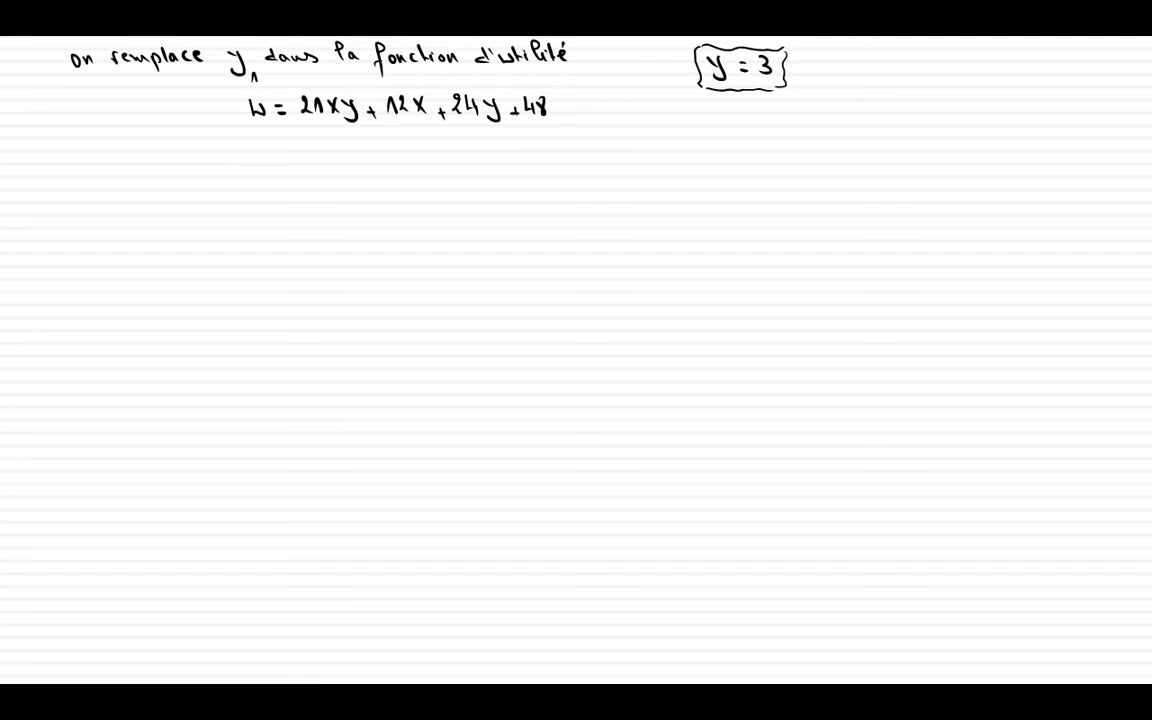 on remplace y₁ dans la fonction d'utilité
y = 3
U = 21xy + 12x + 24y + 48